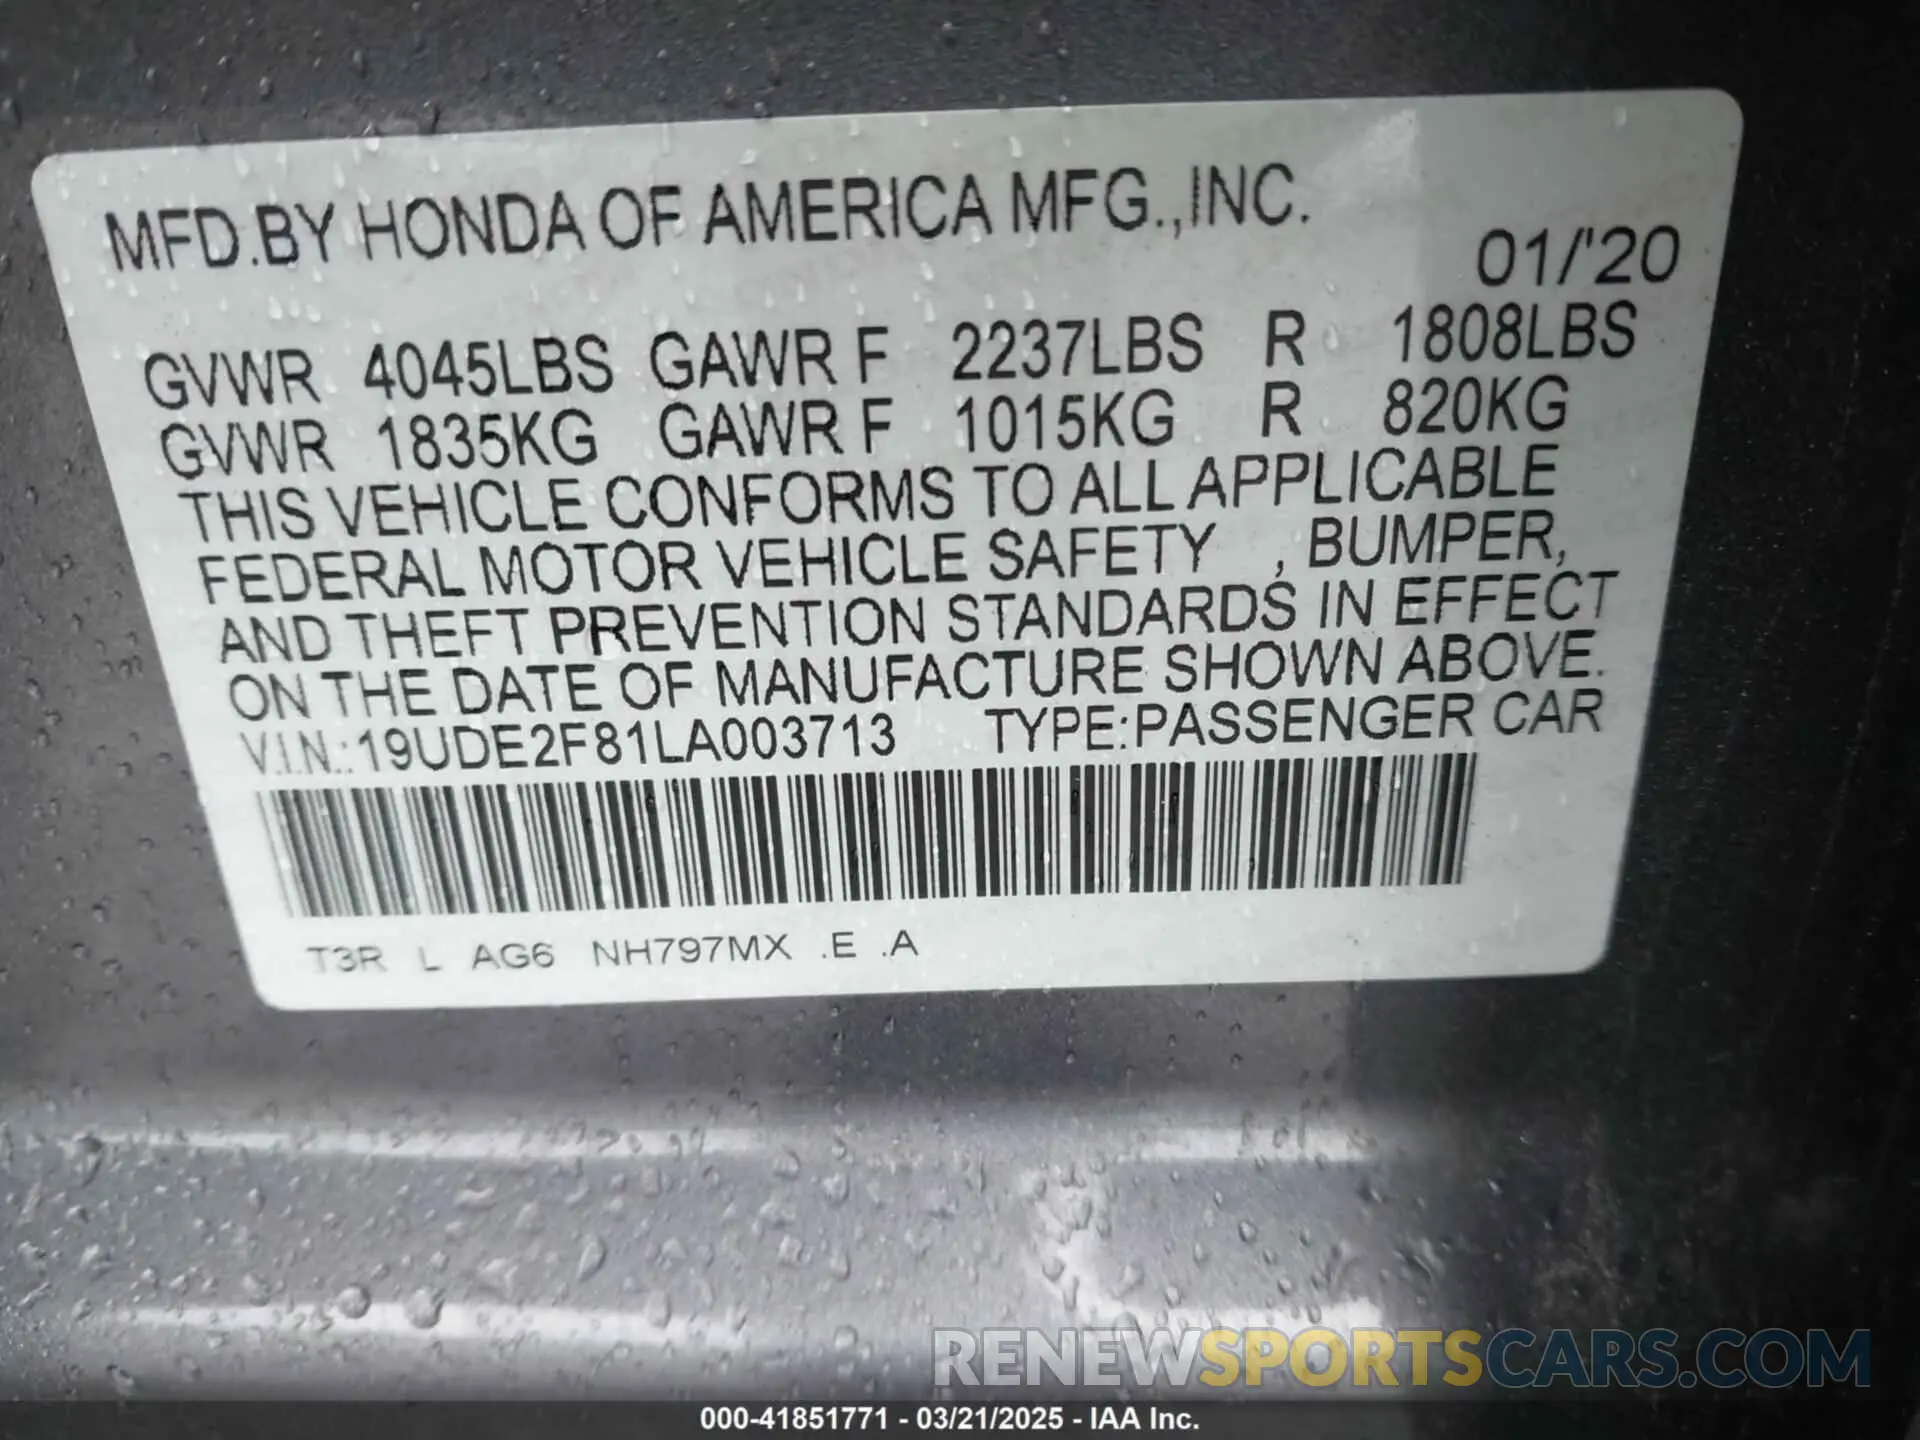 MFD.BY HONDA OF AMERICA MFG.,INC.
01/'20
GVWR 4045LBS GAWR F 2237LBS R 1808LBS
GVWR 1835KG GAWR F 1015KG R 820KG
THIS VEHICLE CONFORMS TO ALL APPLICABLE
FEDERAL MOTOR VEHICLE SAFETY , BUMPER,
AND THEFT PREVENTION STANDARDS IN EFFECT
ON THE DATE OF MANUFACTURE SHOWN ABOVE.
V.I.N.:19UDE2F81LA003713 TYPE:PASSENGER CAR
T3R L AG6 NH797MX .E .A
RENEWSPORTSCARS.COM
000-41851771 - 03/21/2025 - IAA Inc.